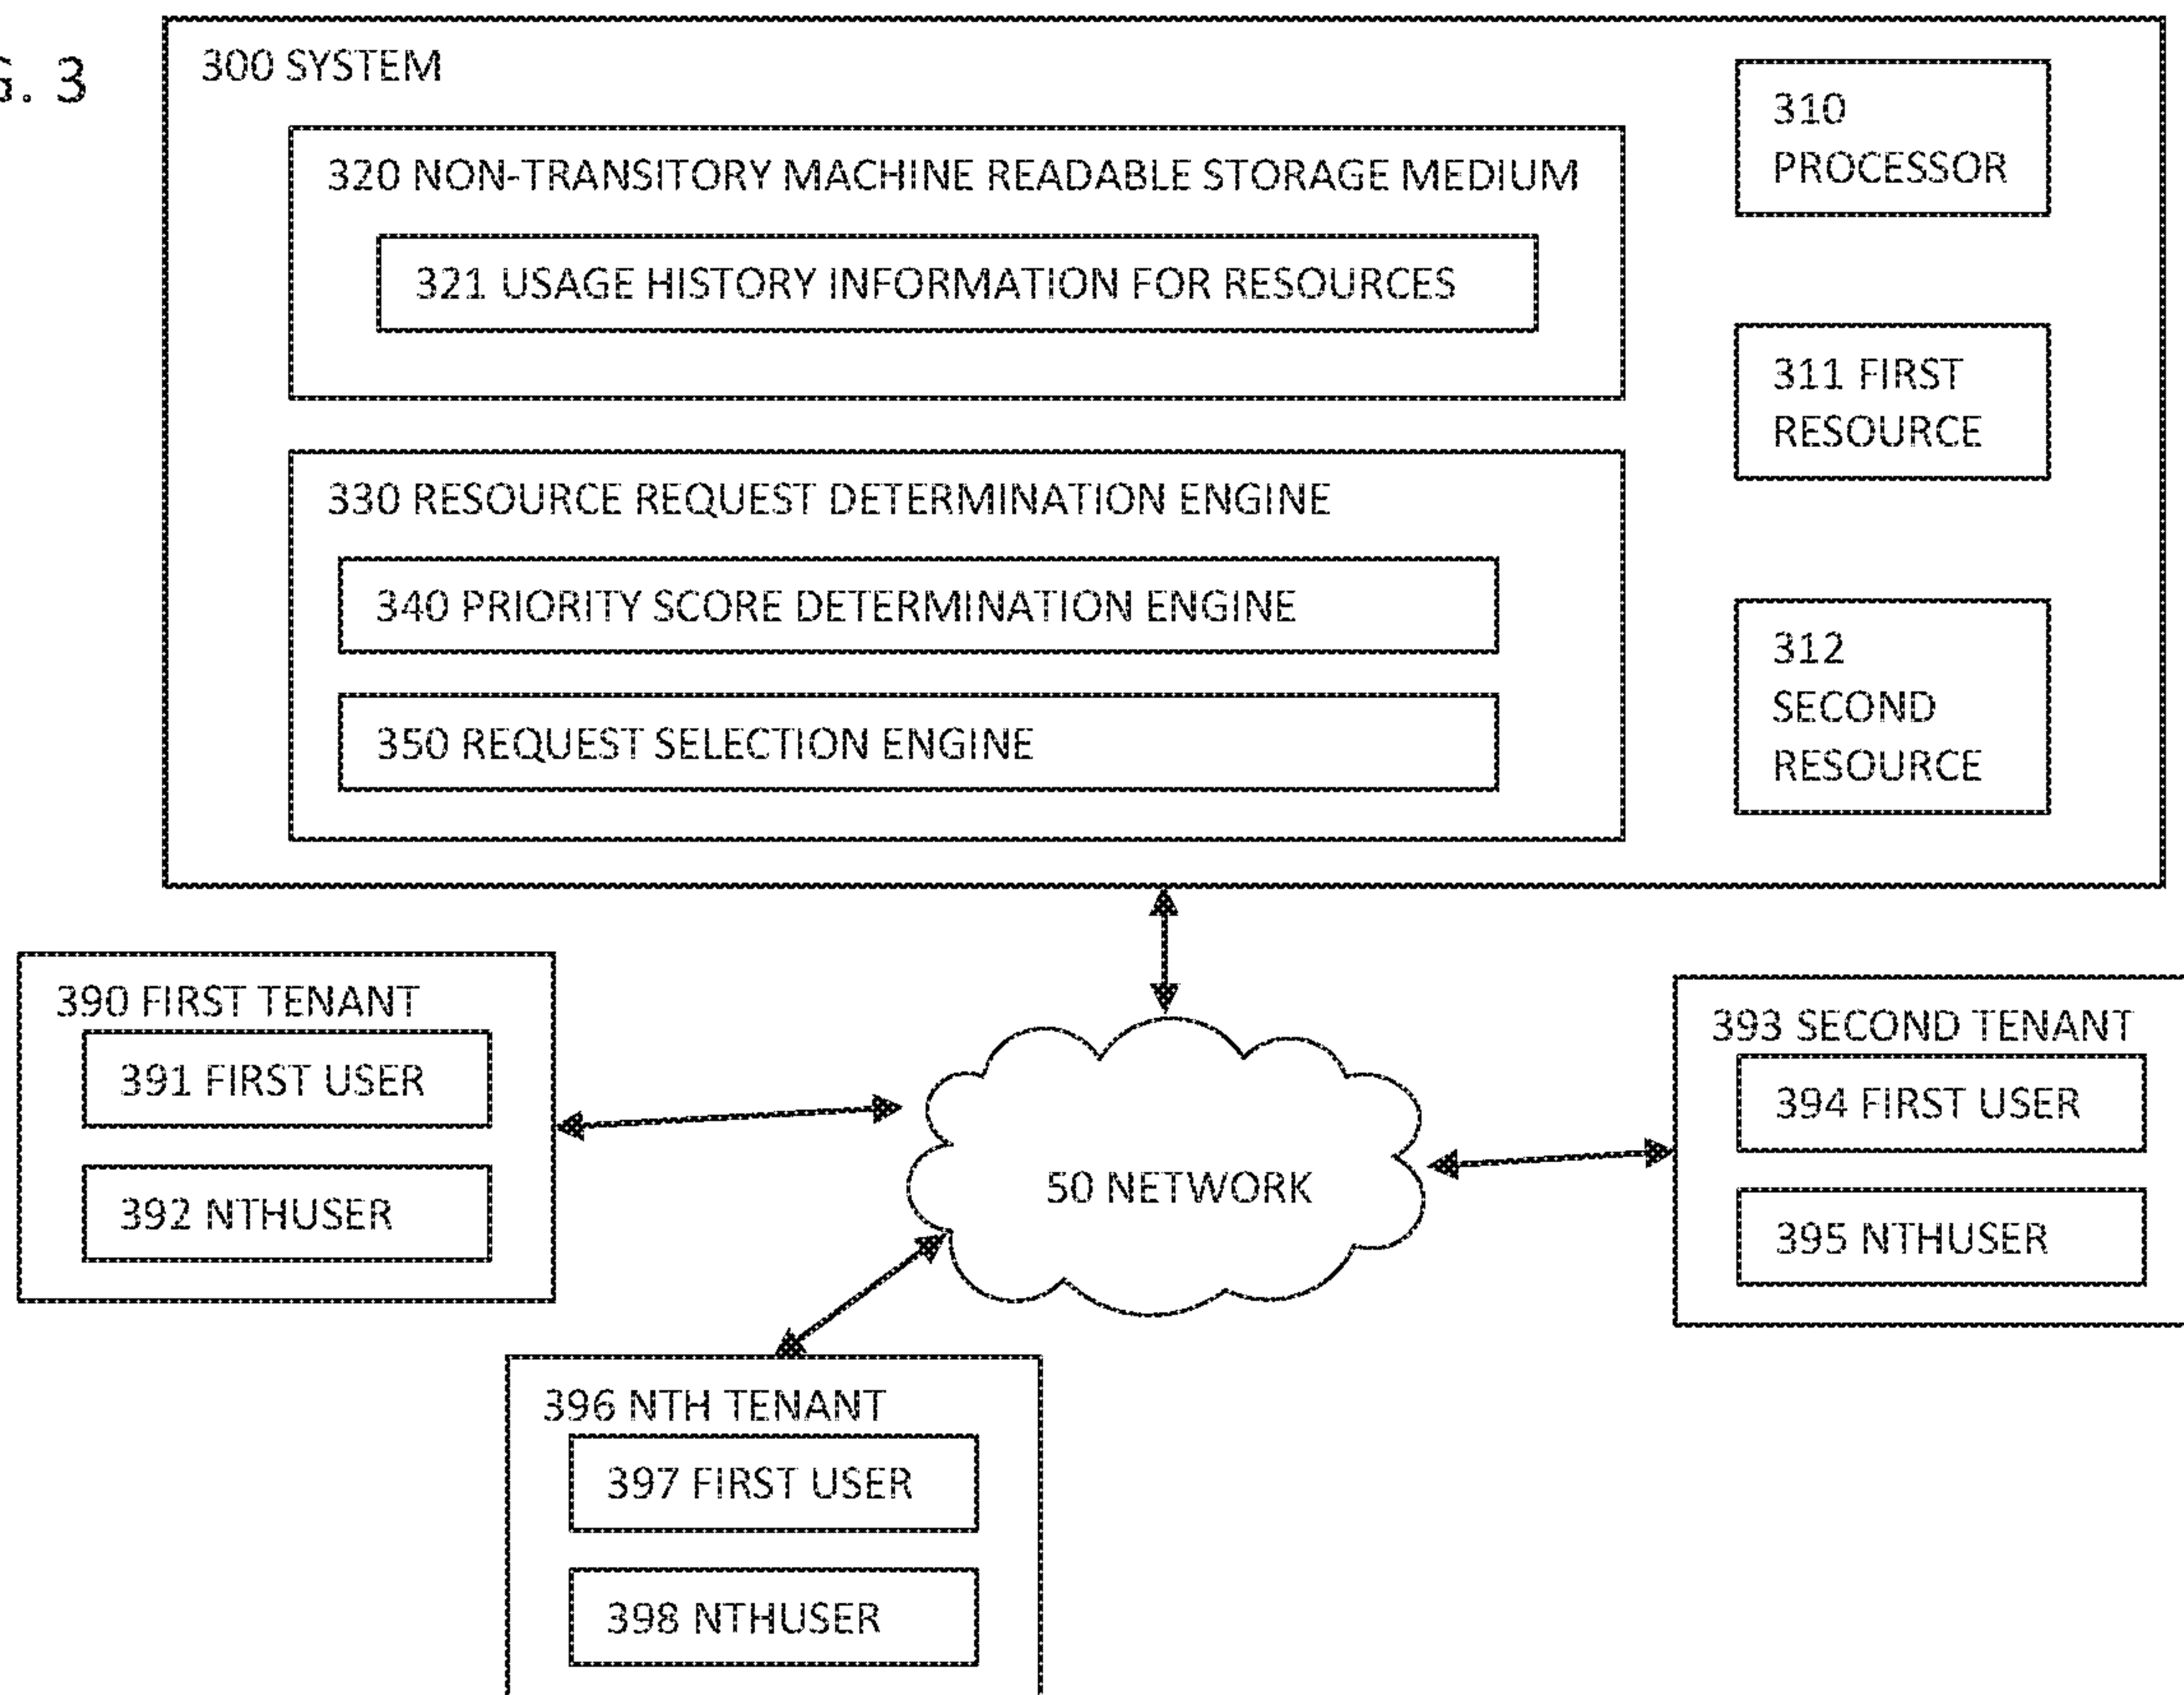 G. 3
300 SYSTEM
320 NON-TRANSITORY MACHINE READABLE STORAGE MEDIUM
321 USAGE HISTORY INFORMATION FOR RESOURCES
330 RESOURCE REQUEST DETERMINATION ENGINE
340 PRIORITY SCORE DETERMINATION ENGINE
350 REQUEST SELECTION ENGINE
310
PROCESSOR
311 FIRST
RESOURCE
312
SECOND
RESOURCE
390 FIRST TENANT
391 FIRST USER
392 NTHUSER
50 NETWORK
393 SECOND TENANT
394 FIRST USER
395 NTHUSER
396 NTH TENANT
397 FIRST USER
398 NTHUSER